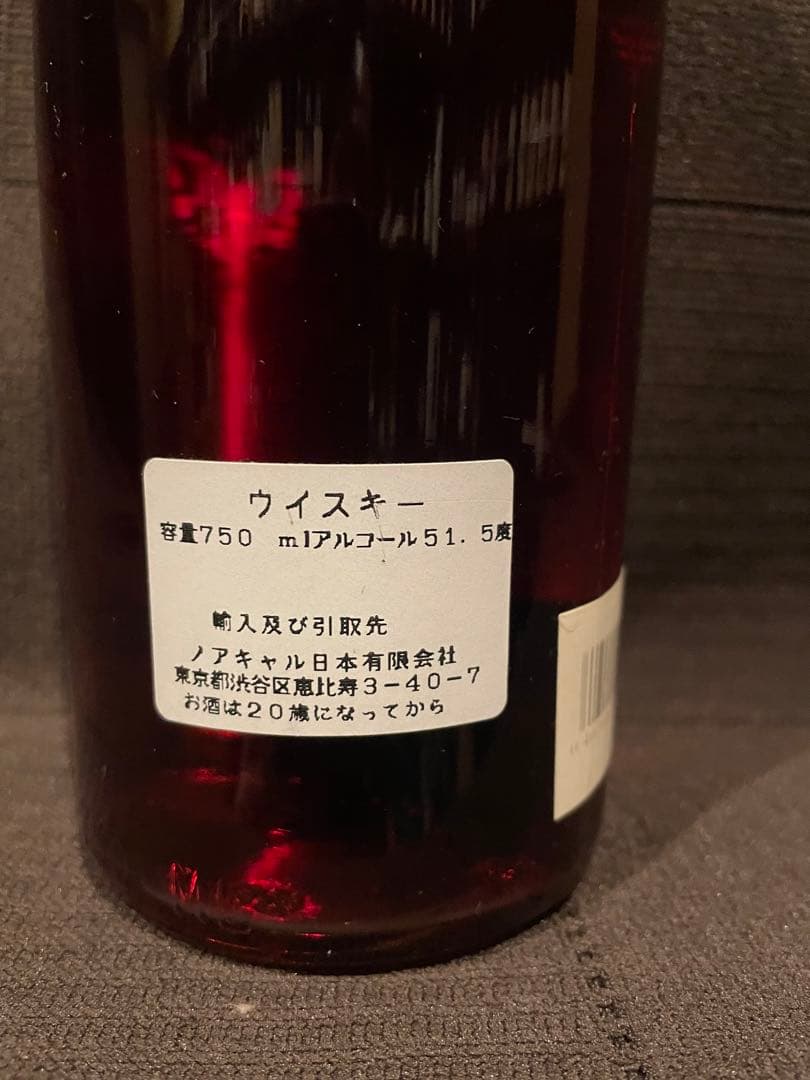 ウイスキー
容量750 mlアルコール51.5度
輸入及び引取先
ノアキャル日本有限会社
東京都渋谷区恵比寿3-40-7
お酒は20歳になってから